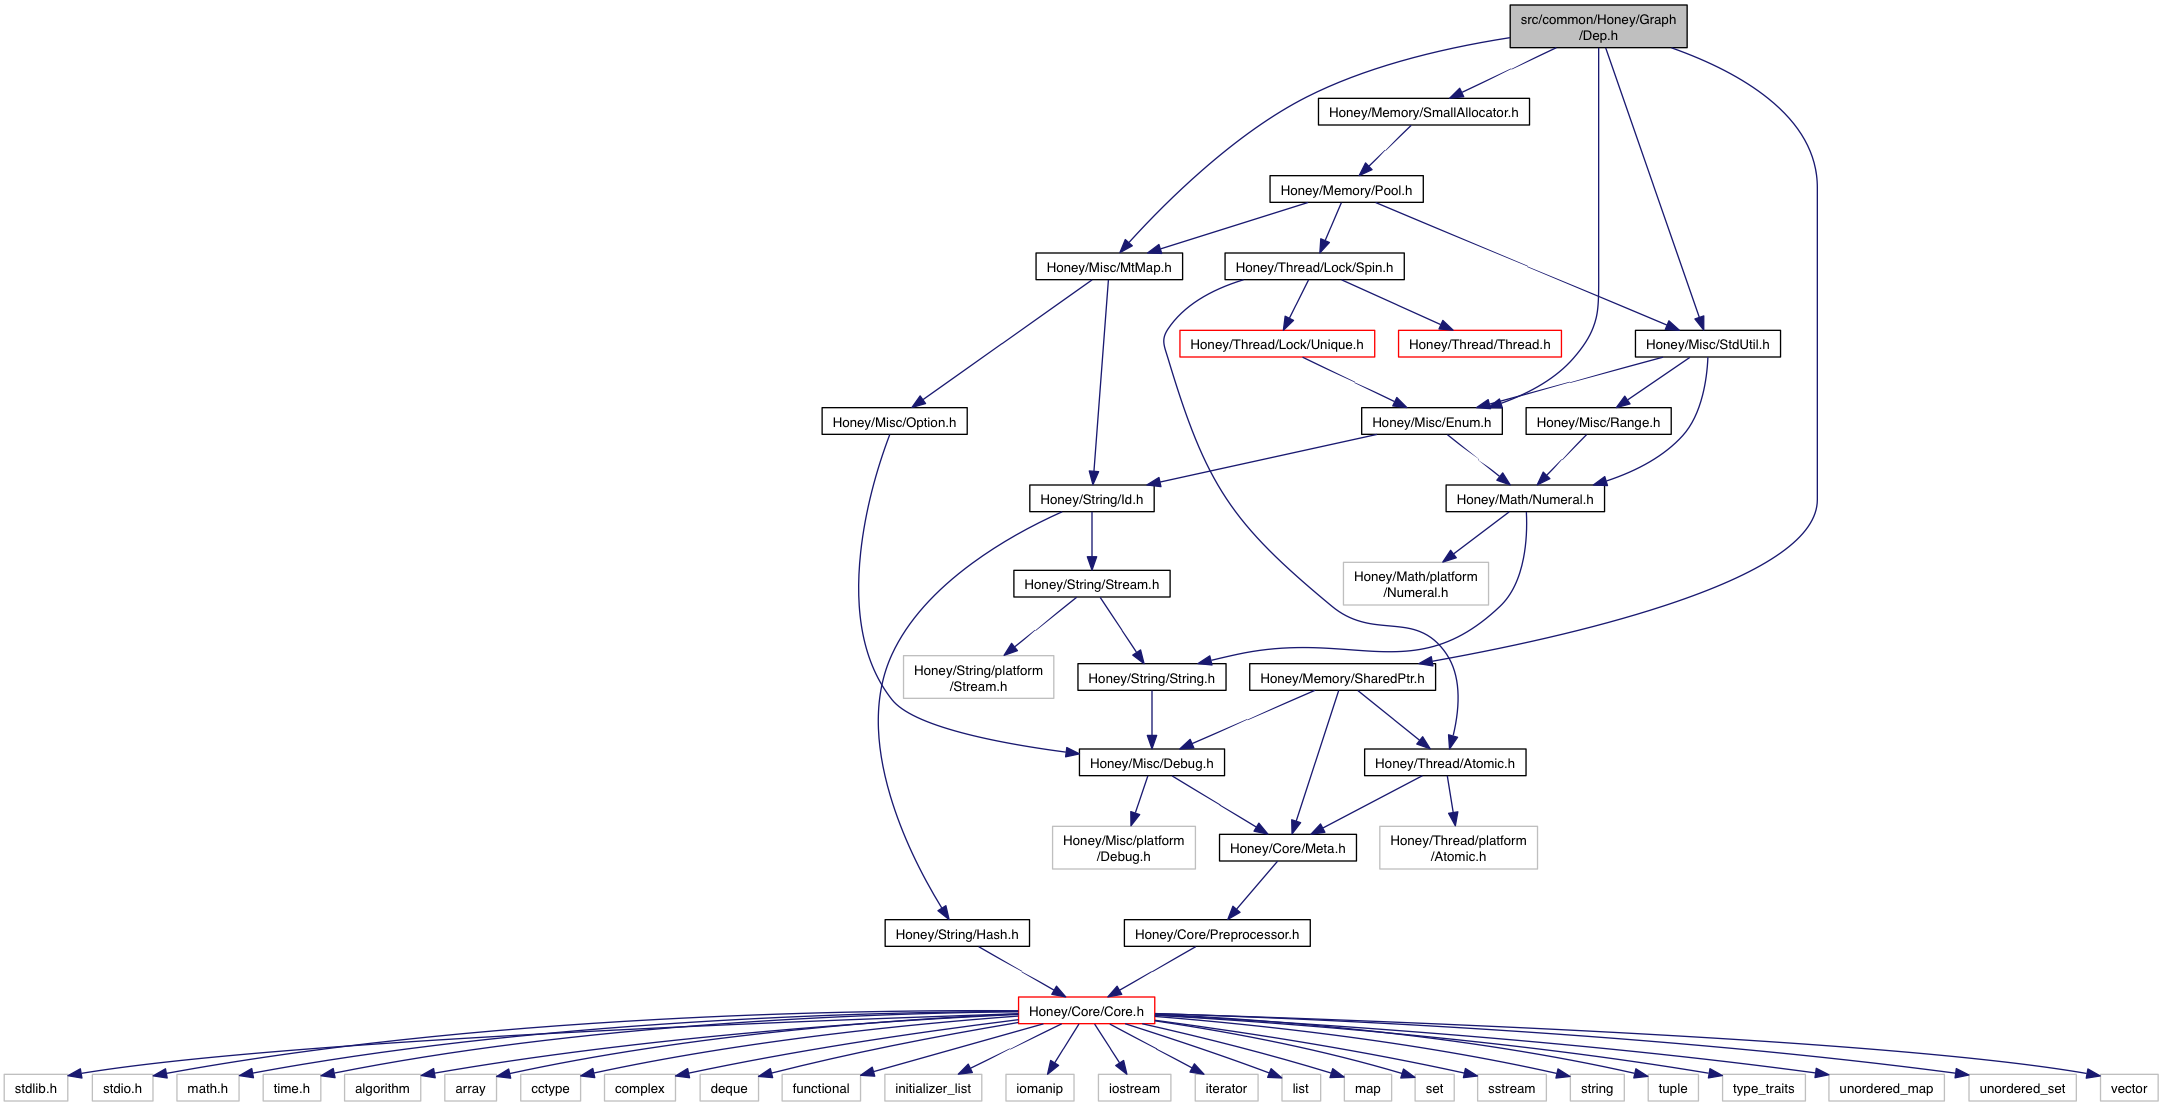 src/common/Honey/Graph
/Dep.h
Honey/Memory/SmallAllocator.h
Honey/Memory/Pool.h
Honey/Misc/MtMap.h
Honey/Thread/Lock/Spin.h
Honey/Thread/Lock/Unique.h
Honey/Thread/Thread.h
Honey/Misc/StdUtil.h
Honey/Misc/Option.h
Honey/Misc/Enum.h
Honey/Misc/Range.h
Honey/String/Id.h
Honey/Math/Numeral.h
Honey/String/Stream.h
Honey/Math/platform
/Numeral.h
Honey/String/platform
/Stream.h
Honey/String/String.h
Honey/Memory/SharedPtr.h
Honey/Misc/Debug.h
Honey/Thread/Atomic.h
Honey/Misc/platform
/Debug.h
Honey/Core/Meta.h
Honey/Thread/platform
/Atomic.h
Honey/String/Hash.h
Honey/Core/Preprocessor.h
Honey/Core/Core.h
stdlib.h
stdio.h
math.h
time.h
algorithm
array
cctype
complex
deque
functional
initializer_list
iomanip
iostream
iterator
list
map
set
sstream
string
tuple
type_traits
unordered_map
unordered_set
vector